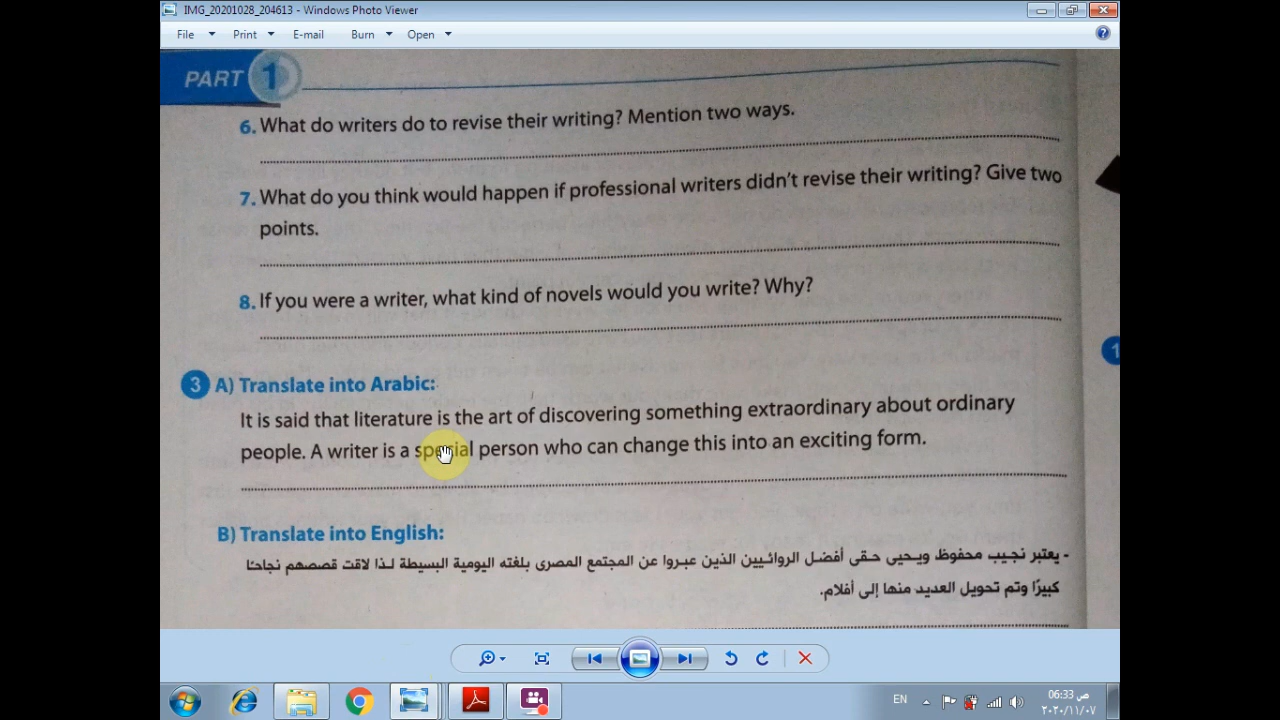 IMG_20201028_204613 - Windows Photo Viewer
File Print E-mail Burn Open
PART 1
6. What do writers do to revise their writing? Mention two ways.
7. What do you think would happen if professional writers didn't revise their writing? Give two
points.
8. If you were a writer, what kind of novels would you write? Why?
1
3 A) Translate into Arabic:
It is said that literature is the art of discovering something extraordinary about ordinary
people. A writer is a special person who can change this into an exciting form.
B) Translate into English:
- يعتبر نجيب محفوظ ويحيى حقى أفضل الروائيين الذين عبروا عن المجتمع المصرى بلغته اليومية البسيطة لذا لاقت قصصهم نجاحًا
كبيرًا وتم تحويل العديد منها إلى أفلام.
EN
06:33 ص
٢٠٢٠/١١/٠٧